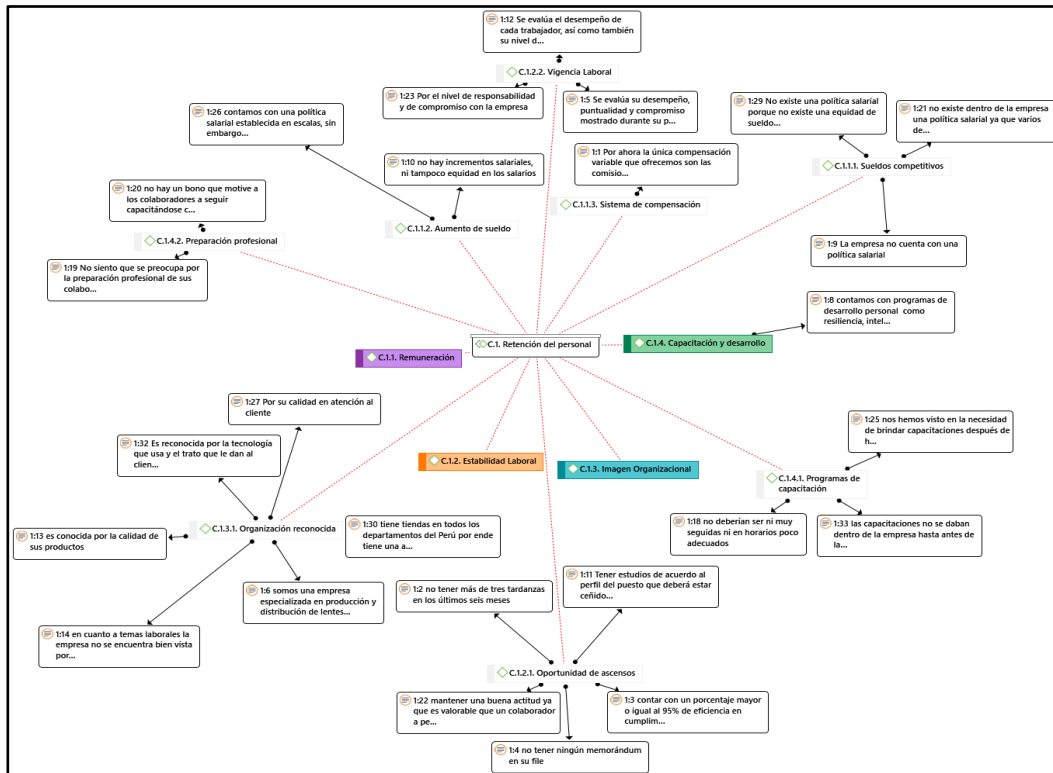 1:12 Se evalúa el desempeño de
cada trabajador, así como también
su nivel d...
C.1.2.2. Vigencia Laboral
1:23 Por el nivel de responsabilidad
y de compromiso con la empresa
1:5 Se evalúa su desempeño,
puntualidad y compromiso
mostrado durante su p...
1:26 contamos con una política
salarial establecida en escalas, sin
embargo...
1:29 No existe una política salarial
porque no existe una equidad de
sueldo...
1:21 no existe dentro de la empresa
una política salarial ya que varios
de...
1:10 no hay incrementos salariales,
ni tampoco equidad en los salarios
1:1 Por ahora la única compensación
variable que ofrecemos son las
comisio...
C.1.1.1. Sueldos competitivos
1:20 no hay un bono que motive a
los colaboradores a seguir
capacitándose c...
C.1.1.3. Sistema de compensación
C.1.1.2. Aumento de sueldo
C.1.4.2. Preparación profesional
1:9 La empresa no cuenta con una
política salarial
1:19 No siento que se preocupa por
la preparación profesional de sus
colabo...
1:8 contamos con programas de
desarrollo personal como
resiliencia, intel...
C.1. Retención del personal
C.1.4. Capacitación y desarrollo
C.1.1. Remuneración
1:27 Por su calidad en atención al
cliente
1:25 nos hemos visto en la necesidad
de brindar capacitaciones después de
h...
1:32 Es reconocida por la tecnología
que usa y el trato que le dan al
clien...
C.1.2. Estabilidad Laboral
C.1.3. Imagen Organizacional
C.1.4.1. Programas de
capacitación
1:13 es conocida por la calidad de
sus productos
C.1.3.1. Organización reconocida
1:30 tiene tiendas en todos los
departamentos del Perú por ende
tiene una a...
1:18 no deberían ser ni muy
seguidas ni en horarios poco
adecuados
1:33 las capacitaciones no se daban
dentro de la empresa hasta antes de
la...
1:6 somos una empresa
especializada en producción y
distribución de lentes...
1:2 no tener más de tres tardanzas
en los últimos seis meses
1:11 Tener estudios de acuerdo al
perfil del puesto que deberá estar
ceñido...
1:14 en cuanto a temas laborales la
empresa no se encuentra bien vista
por...
C.1.2.1. Oportunidad de ascensos
1:22 mantener una buena actitud ya
que es valorable que un colaborador
a pe...
1:3 contar con un porcentaje mayor
o igual al 95% de eficiencia en
cumplim...
1:4 no tener ningún memorándum
en su file